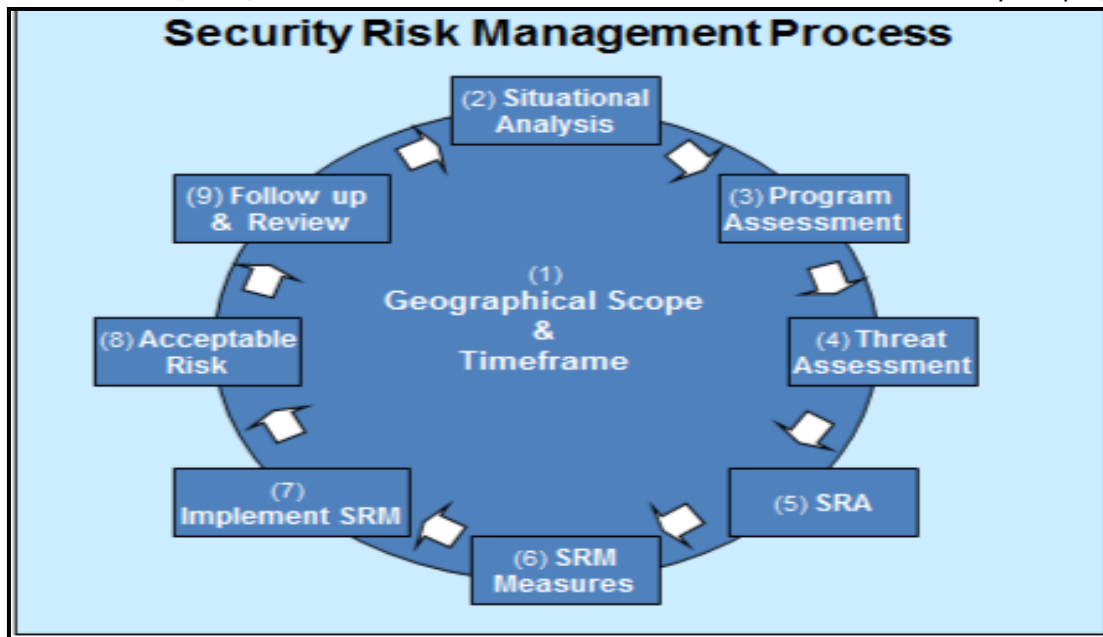 Security Risk Management Process
(2) Situational
Analysis
(3) Program
Assessment
(4) Threat
Assessment
(5) SRA
(6) SRM
Measures
(7)
Implement SRM
(8) Acceptable
Risk
(9) Follow up
& Review
(1)
Geographical Scope
&
Timeframe